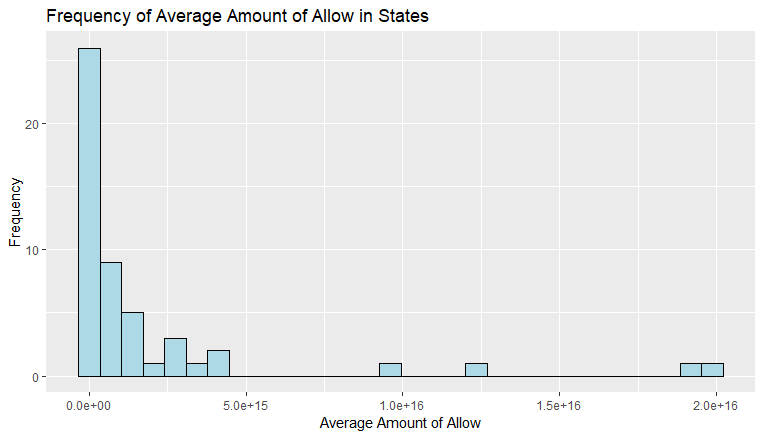 Frequency of Average Amount of Allow in States
Frequency
20
10
0
0.0e+00 5.0e+15 1.0e+16 1.5e+16 2.0e+16
Average Amount of Allow